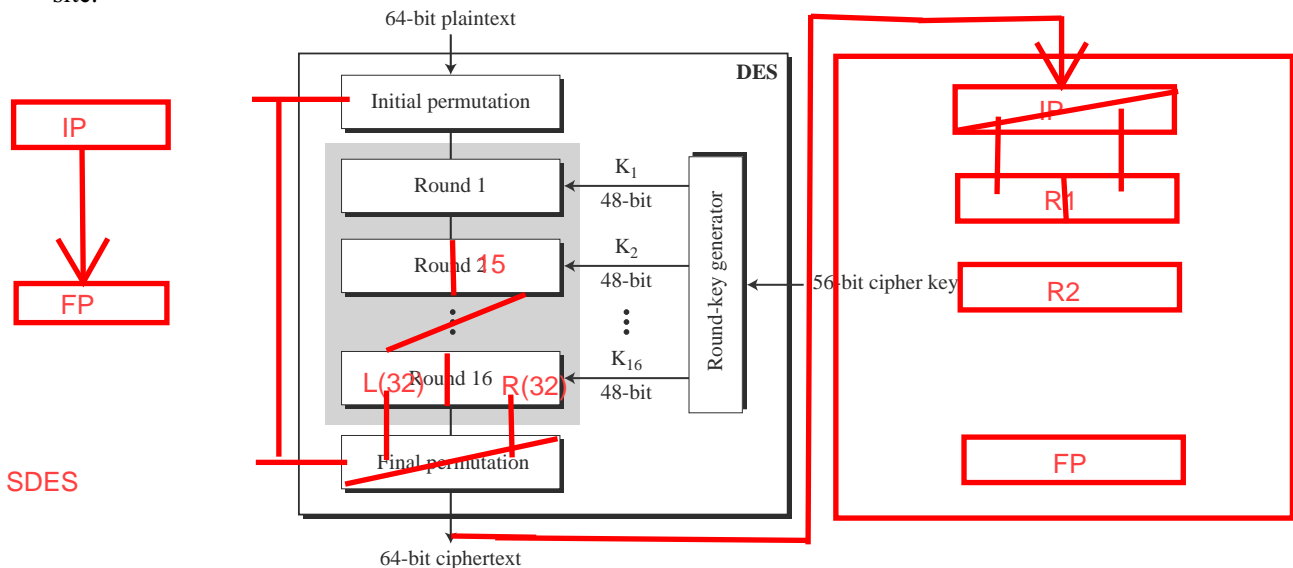 site.
64-bit plaintext
DES
Initial permutation
IP
IP
Round 1
K1
48-bit
R1
Round 2
15
K2
48-bit
Round-key generator
56-bit cipher key
R2
FP
Round 16
L(32)
R(32)
K16
48-bit
Final permutation
FP
SDES
64-bit ciphertext